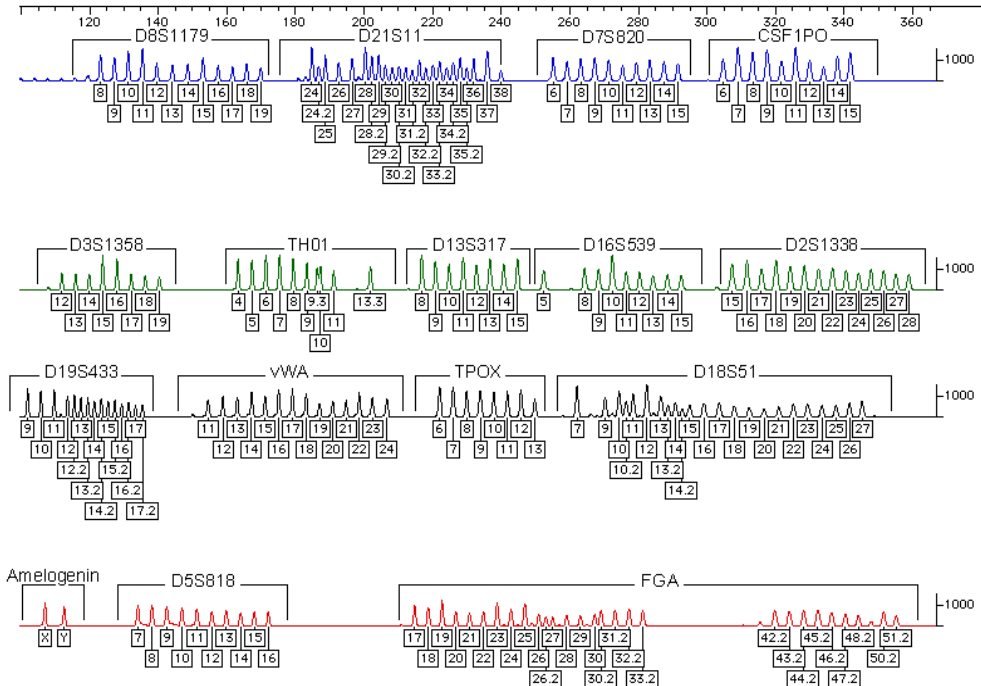 120 140 160 180 200 220 240 260 280 300 320 340 360
D8S1179 D21S11 D7S820 CSF1PO
1000
8 10 12 14 16 18 24 26 28 30 32 34 36 38 6 8 10 12 14 6 8 10 12 14
9 11 13 15 17 19 24.2 27 29 31 33 35 37 7 9 11 13 15 7 9 11 13 15
25 28.2 31.2 34.2
29.2 32.2 35.2
30.2 33.2
D3S1358 TH01 D13S317 D16S539 D2S1338
1000
12 14 16 18 4 6 8 9.3 13.3 8 10 12 14 5 8 10 12 14 15 17 19 21 23 25 27
13 15 17 19 5 7 9 11 9 11 13 15 9 11 13 15 16 18 20 22 24 26 28
10
D19S433 vWA TPOX D18S51
1000
9 11 13 15 17 11 13 15 17 19 21 23 6 8 10 12 7 9 11 13 15 17 19 21 23 25 27
10 12 14 16 12 14 16 18 20 22 24 7 9 11 13 10 12 14 16 18 20 22 24 26
12.2 15.2 10.2 13.2
13.2 16.2 14.2
14.2 17.2
Amelogenin D5S818 FGA
1000
X Y 7 9 11 13 15 17 19 21 23 25 27 29 31.2 42.2 45.2 48.2 51.2
8 10 12 14 16 18 20 22 24 26 28 30 32.2 43.2 46.2 50.2
26.2 30.2 33.2 44.2 47.2